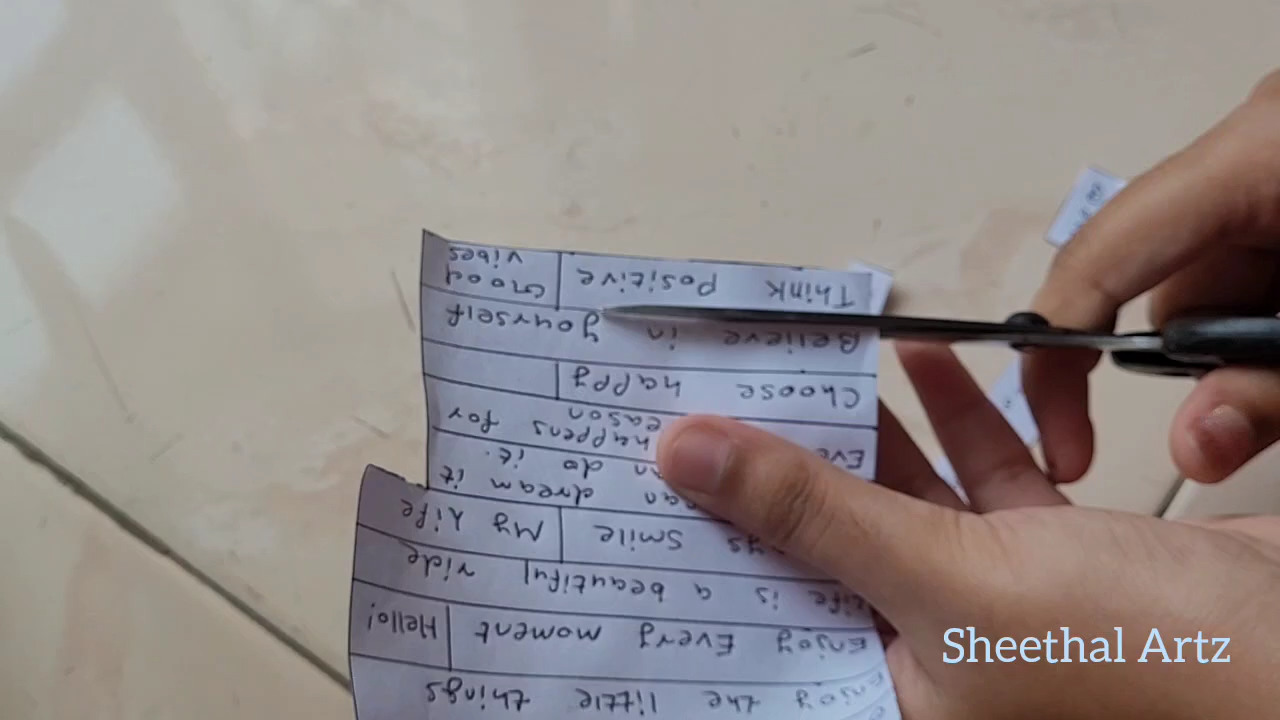 Enjoy the little things
Enjoy Every moment Hello!
Life is a beautiful ride
Smile My life
dream it
do it.
happens for
Choose happy
Believe in yourself
Think Positive Good
vibes
Sheethal Artz